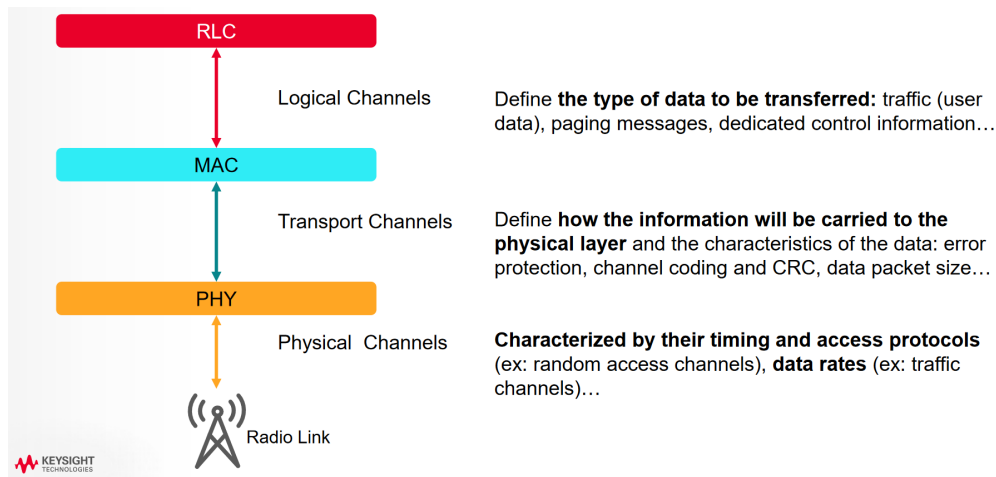 RLC
Logical Channels
Define the type of data to be transferred: traffic (user
data), paging messages, dedicated control information…
MAC
Transport Channels
Define how the information will be carried to the
physical layer and the characteristics of the data: error
protection, channel coding and CRC, data packet size…
PHY
Physical Channels
Characterized by their timing and access protocols
(ex: random access channels), data rates (ex: traffic
channels)…
Radio Link
KEYSIGHT
TECHNOLOGIES